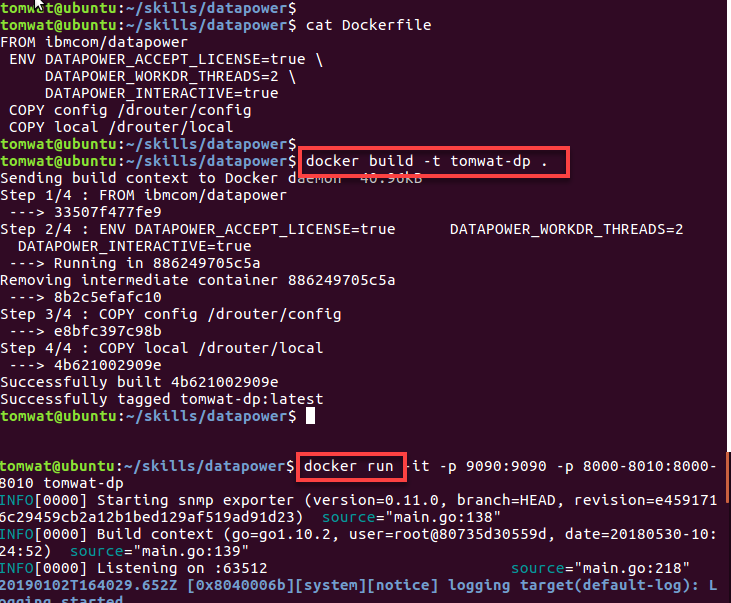 tomwat@ubuntu:~/skills/datapower$
tomwat@ubuntu:~/skills/datapower$ cat Dockerfile
FROM ibmcom/datapower
 ENV DATAPOWER_ACCEPT_LICENSE=true \
     DATAPOWER_WORKDR_THREADS=2 \
     DATAPOWER_INTERACTIVE=true
 COPY config /drouter/config
 COPY local /drouter/local
tomwat@ubuntu:~/skills/datapower$
tomwat@ubuntu:~/skills/datapower$ docker build -t tomwat-dp .
Sending build context to Docker daemon  40.96kB
Step 1/4 : FROM ibmcom/datapower
 ---> 33507f477fe9
Step 2/4 : ENV DATAPOWER_ACCEPT_LICENSE=true      DATAPOWER_WORKDR_THREADS=2
  DATAPOWER_INTERACTIVE=true
 ---> Running in 886249705c5a
Removing intermediate container 886249705c5a
 ---> 8b2c5efafc10
Step 3/4 : COPY config /drouter/config
 ---> e8bfc397c98b
Step 4/4 : COPY local /drouter/local
 ---> 4b621002909e
Successfully built 4b621002909e
Successfully tagged tomwat-dp:latest
tomwat@ubuntu:~/skills/datapower$
tomwat@ubuntu:~/skills/datapower$ docker run -it -p 9090:9090 -p 8000-8010:8000-
8010 tomwat-dp
INFO[0000] Starting snmp exporter (version=0.11.0, branch=HEAD, revision=e459171
6c29459cb2a12b1bed129af519ad91d23)  source="main.go:138"
INFO[0000] Build context (go=go1.10.2, user=root@80735d30559d, date=20180530-10:
24:52)  source="main.go:139"
INFO[0000] Listening on :63512                           source="main.go:218"
20190102T164029.652Z [0x8040006b][system][notice] logging target(default-log): L
ogging started